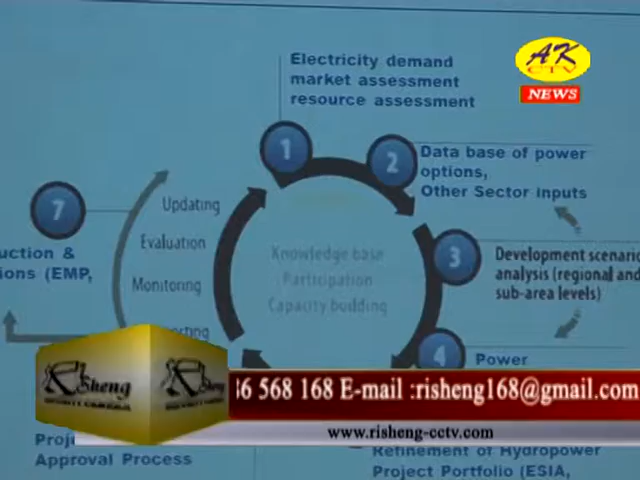 Electricity demand
market assessment
resource assessment
AK
CTV
NEWS
1
2
Data base of power
options,
Other Sector Inputs
7
Updating
uction &
ions (EMP,
Evaluation
Monitoring
Knowledge base
Participation
Capacity budding
3
Development scenario
analysis (regional and
sub-area levels)
4
Power
Risheng
Risheng
36 568 168 E-mail :risheng168@gmail.com
www.risheng-cctv.com
Approval Process
Refinement of Hydropower
Project Portfolio (ESIA,